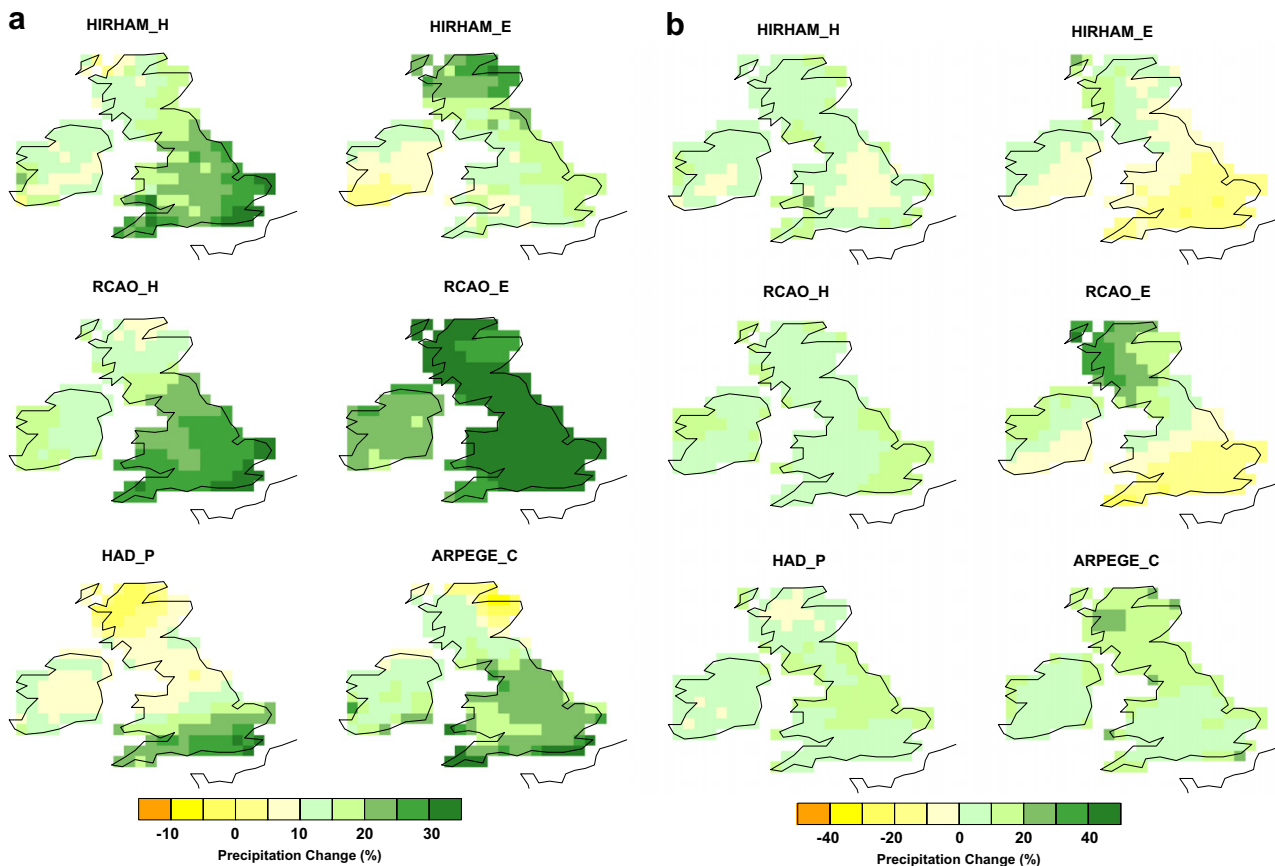 a
HIRHAM_H
HIRHAM_E
RCAO_H
RCAO_E
HAD_P
ARPEGE_C
-10 0 10 20 30
Precipitation Change (%)
b
HIRHAM_H
HIRHAM_E
RCAO_H
RCAO_E
HAD_P
ARPEGE_C
-40 -20 0 20 40
Precipitation Change (%)